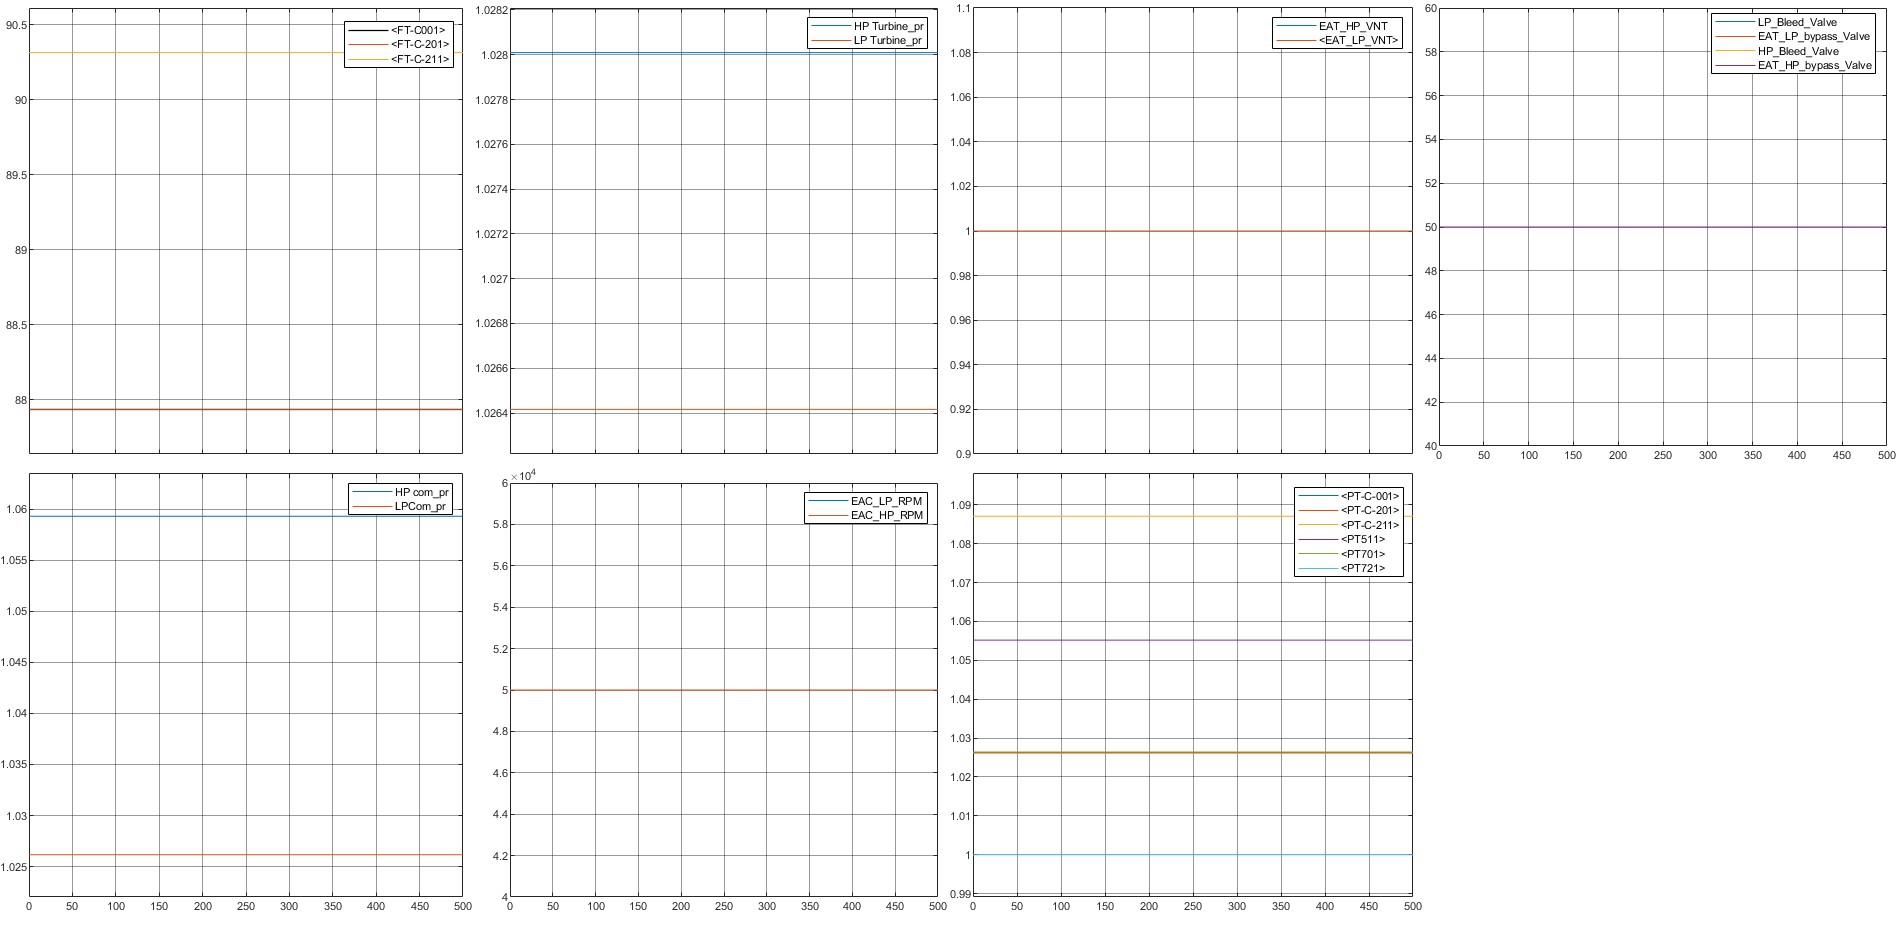 90.5
90
89.5
89
88.5
88
<FT-C001>
<FT-C-201>
<FT-C-211>
1.0282
1.028
1.0278
1.0276
1.0274
1.0272
1.027
1.0268
1.0266
1.0264
HP Turbine_pr
LP Turbine_pr
1.1
1.08
1.06
1.04
1.02
1
0.98
0.96
0.94
0.92
0.9
EAT_HP_VNT
<EAT_LP_VNT>
60
58
56
54
52
50
48
46
44
42
40
LP_Bleed_Valve
EAT_LP_bypass_Valve
HP_Bleed_Valve
EAT_HP_bypass_Valve
0 50 100 150 200 250 300 350 400 450 500
1.06
1.055
1.05
1.045
1.04
1.035
1.03
1.025
HP com_pr
LPCom_pr
0 50 100 150 200 250 300 350 400 450 500
×10⁴
6
5.8
5.6
5.4
5.2
5
4.8
4.6
4.4
4.2
4
EAC_LP_RPM
EAC_HP_RPM
0 50 100 150 200 250 300 350 400 450 500
1.09
1.08
1.07
1.06
1.05
1.04
1.03
1.02
1.01
1
0.99
<PT-C-001>
<PT-C-201>
<PT-C-211>
<PT511>
<PT701>
<PT721>
0 50 100 150 200 250 300 350 400 450 500